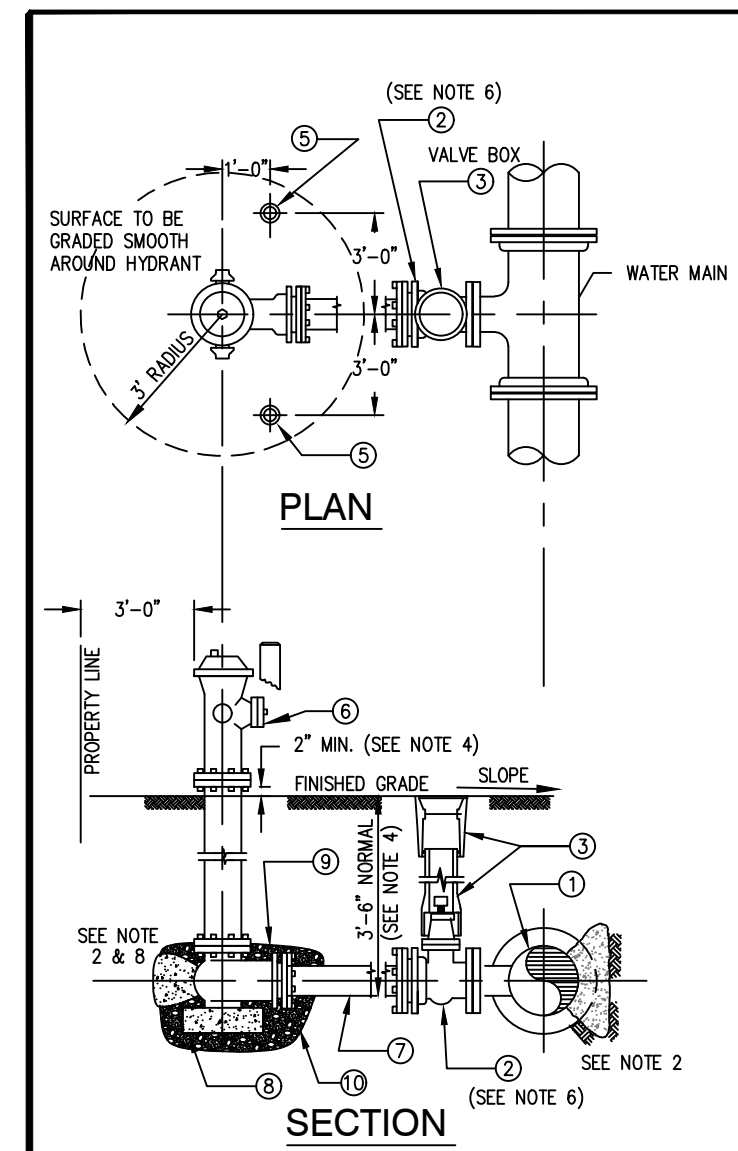 (SEE NOTE 6)
2
5
VALVE BOX
3
1'-0"
SURFACE TO BE
GRADED SMOOTH
AROUND HYDRANT
3'-0"
WATER MAIN
3' RADIUS
3'-0"
5
PLAN
3'-0"
PROPERTY LINE
6
2" MIN. (SEE NOTE 4)
FINISHED GRADE
SLOPE
3'-6" NORMAL
(SEE NOTE 4)
9
3
1
SEE NOTE
2 & 8
7
2
SEE NOTE 2
8
10
(SEE NOTE 6)
SECTION